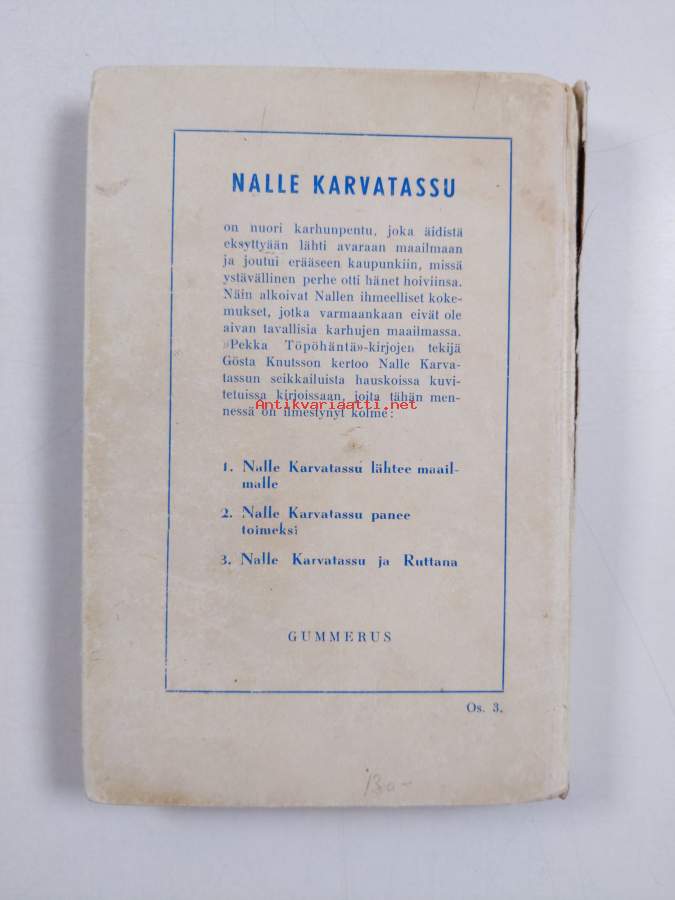 NALLE KARVATASSU
on nuori karhunpentu, joka äidistä
eksyttyään lähti avaraan maailmaan
ja joutui erääseen kaupunkiin, missä
ystävällinen perhe otti hänet hoiviinsa.
Näin alkoivat Nallen ihmeelliset koke-
mukset, jotka varmaankaan eivät ole
aivan tavallisia karhujen maailmassa.
»Pekka Töpöhäntä»-kirjojen tekijä
Gösta Knutsson kertoo Nalle Karva-
tassun seikkailuista hauskoissa kuvi-
tetuissa kirjoissaan, joita tähän men-
Antikvariaatti.net
nessä on ilmestynyt kolme:
1. Nalle Karvatassu lähtee maail-
malle
2. Nalle Karvatassu panee
toimeksi
3. Nalle Karvatassu ja Ruttana
GUMMERUS
Os. 3.
130-